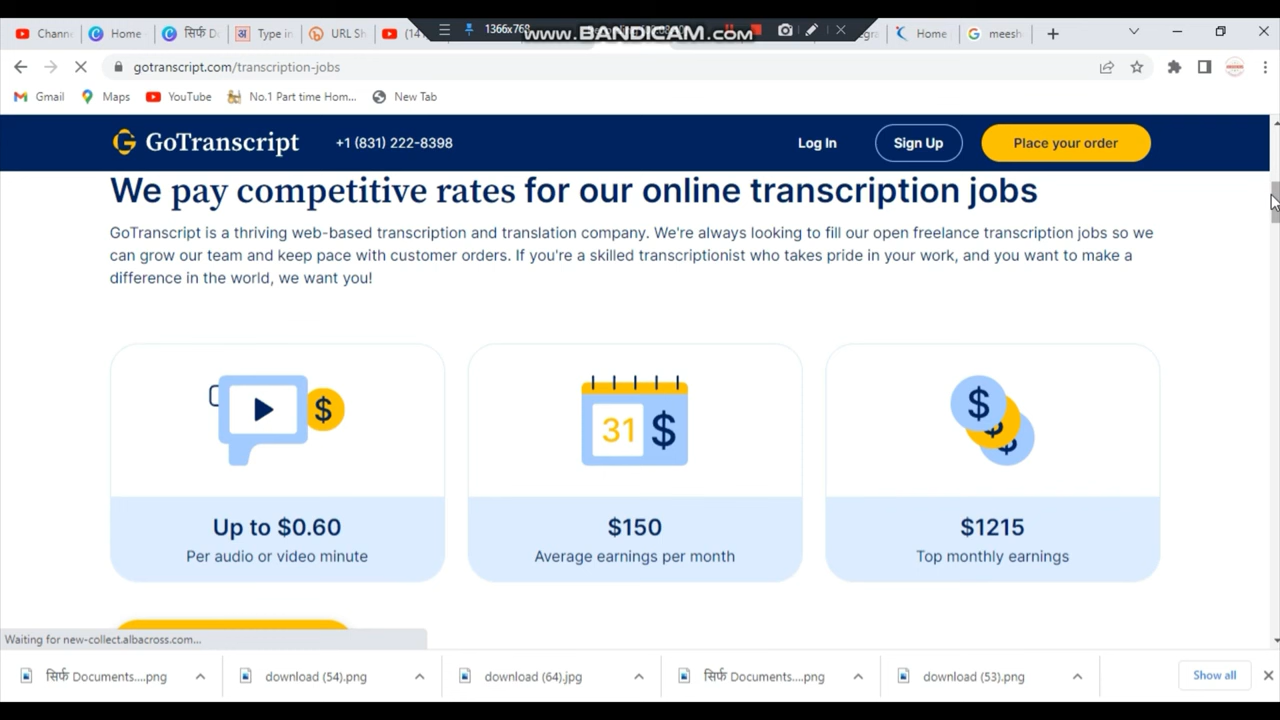 Chann
Home
सिर्फ D
Type in
URL Sh
(14
1366x768
www.BANDICAM.com
Home
meesh
gotranscript.com/transcription-jobs
Gmail
Maps
YouTube
No.1 Part time Hom...
New Tab
GoTranscript
+1 (831) 222-8398
Log In
Sign Up
Place your order
We pay competitive rates for our online transcription jobs
GoTranscript is a thriving web-based transcription and translation company. We're always looking to fill our open freelance transcription jobs so we
can grow our team and keep pace with customer orders. If you're a skilled transcriptionist who takes pride in your work, and you want to make a
difference in the world, we want you!
$
31 $
$
Up to $0.60
Per audio or video minute
$150
Average earnings per month
$1215
Top monthly earnings
Waiting for new-collect.albacross.com...
सिर्फ Documents....png
download (54).png
download (64).jpg
सिर्फ Documents....png
download (53).png
Show all